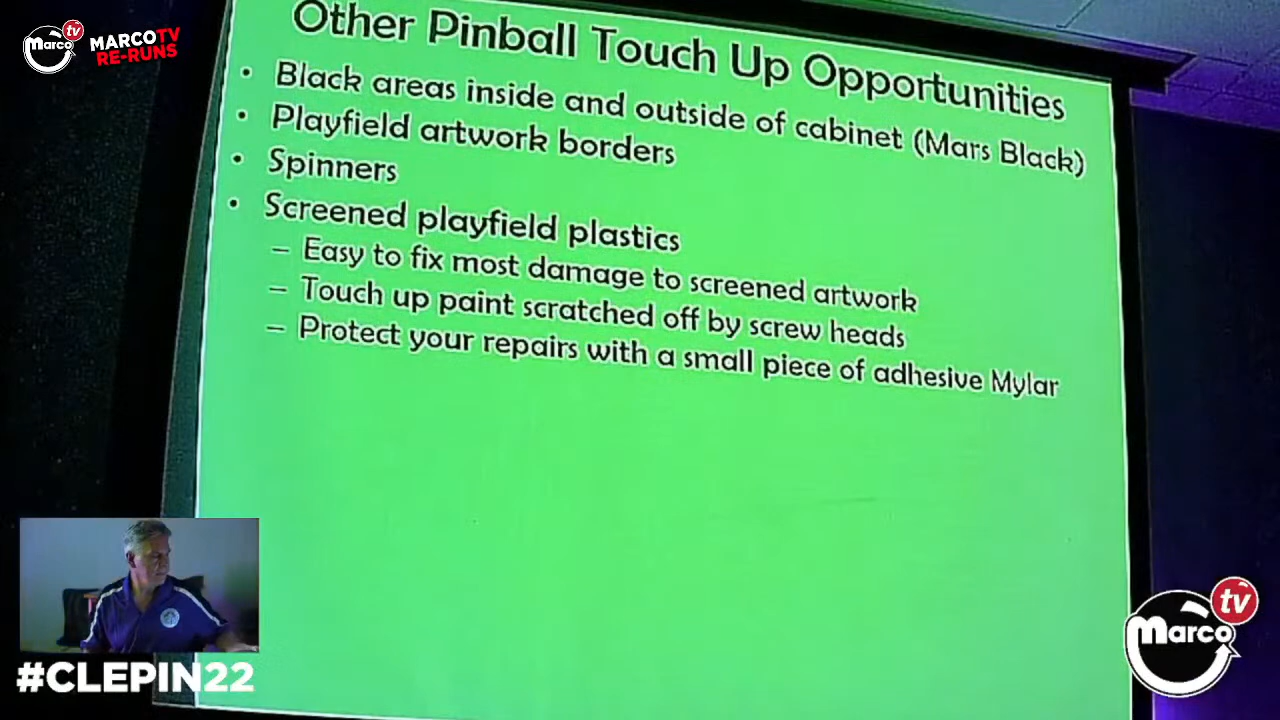 marco tv
MARCOTV
RE-RUNS
Other Pinball Touch Up Opportunities
• Black areas inside and outside of cabinet (Mars Black)
• Playfield artwork borders
• Spinners
• Screened playfield plastics
– Easy to fix most damage to screened artwork
– Touch up paint scratched off by screw heads
– Protect your repairs with a small piece of adhesive Mylar
#CLEPIN22
marco tv